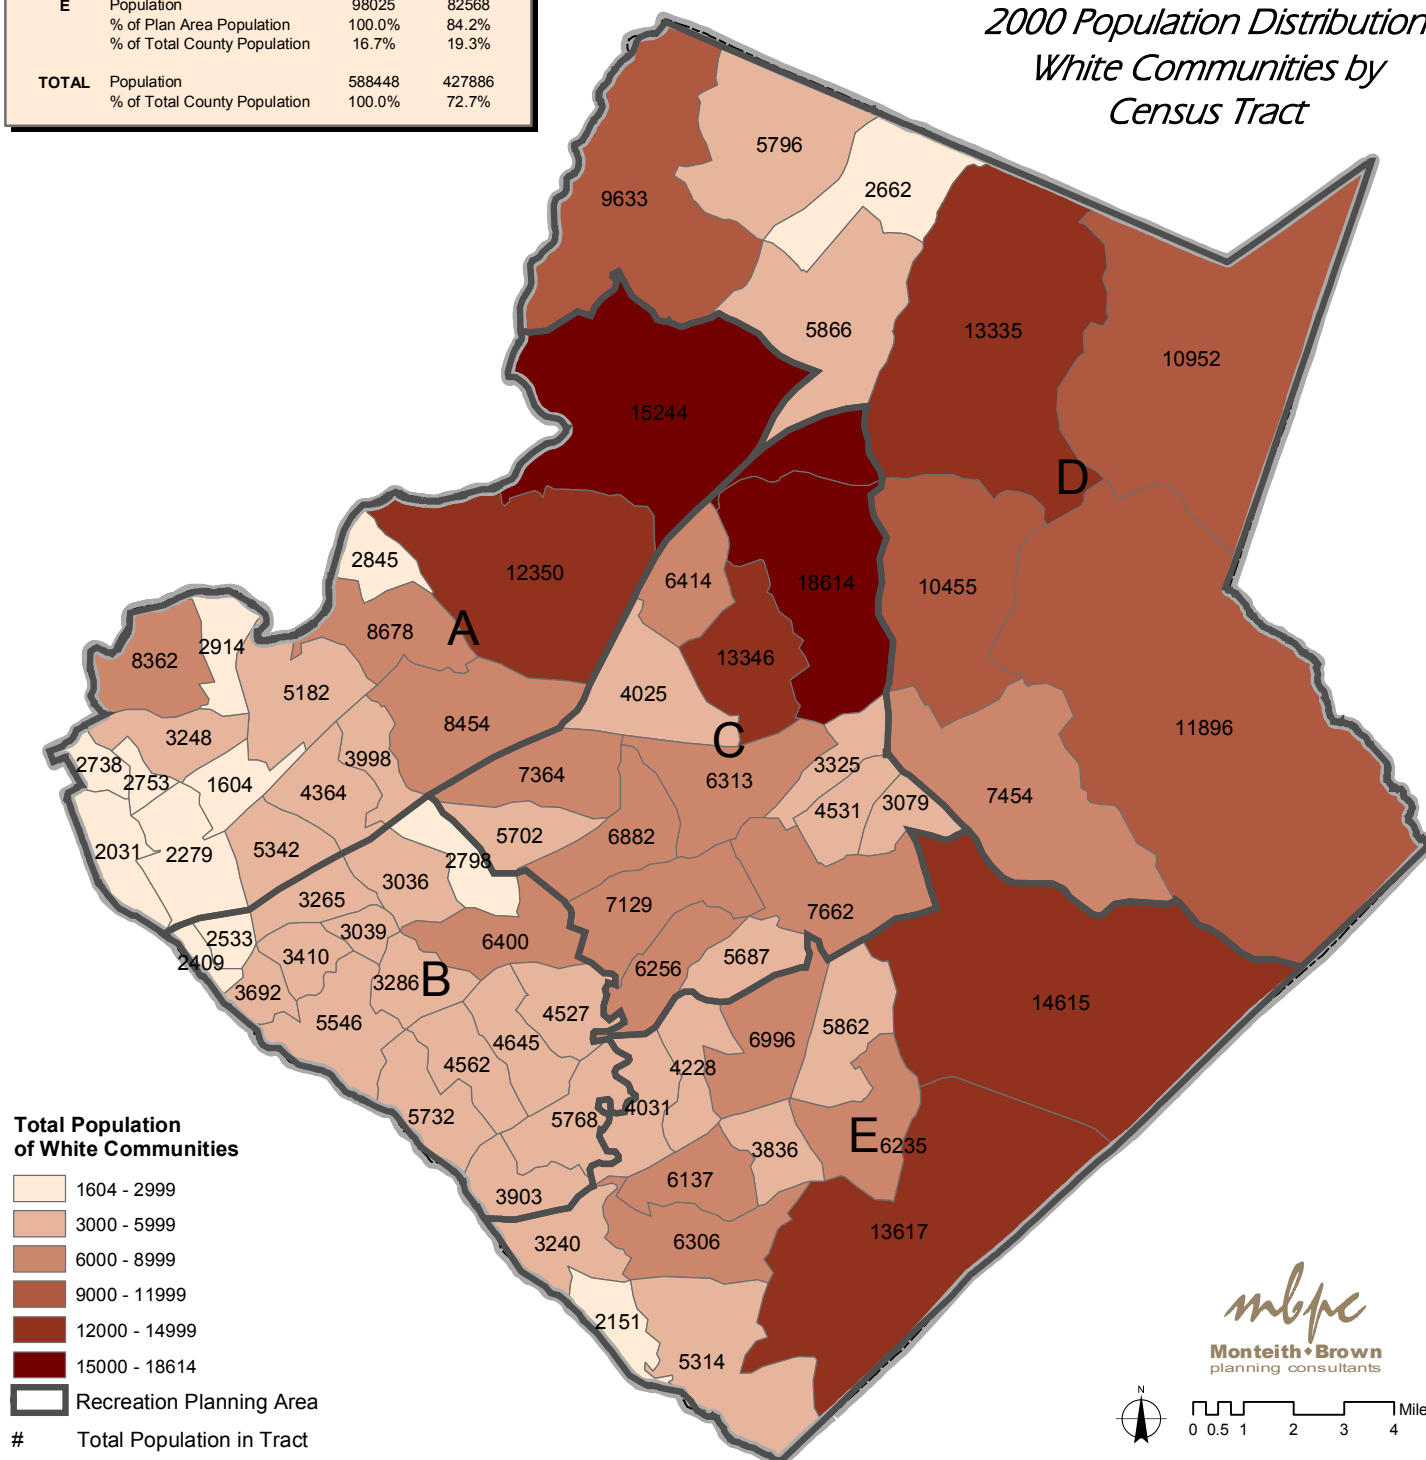 E Population 98025 82568
% of Plan Area Population 100.0% 84.2%
% of Total County Population 16.7% 19.3%
TOTAL Population 588448 427886
% of Total County Population 100.0% 72.7%
2000 Population Distribution
White Communities by
Census Tract
5796
2662
9633
5866
13335
10952
15244
D
2845
12350
6414
18614
10455
8678
A
2914
8362
13346
5182
4025
8454
11896
3248
C
3998
2738
2753
1604
4364
7364
6313
3325
7454
4531
3079
5702
6882
2031
2279
5342
2798
3036
3265
7129
7662
2533
3039
6400
2409
3410
5687
3286
B
6256
3692
14615
5546
4527
4645
6996
5862
4562
4228
4031
5732
5768
3836
E
6235
6137
3903
13617
3240
6306
2151
5314
Total Population
of White Communities
1604 - 2999
3000 - 5999
6000 - 8999
9000 - 11999
12000 - 14999
15000 - 18614
Recreation Planning Area
# Total Population in Tract
mbpc
Monteith♦Brown
planning consultants
N
Mile
0 0.5 1 2 3 4